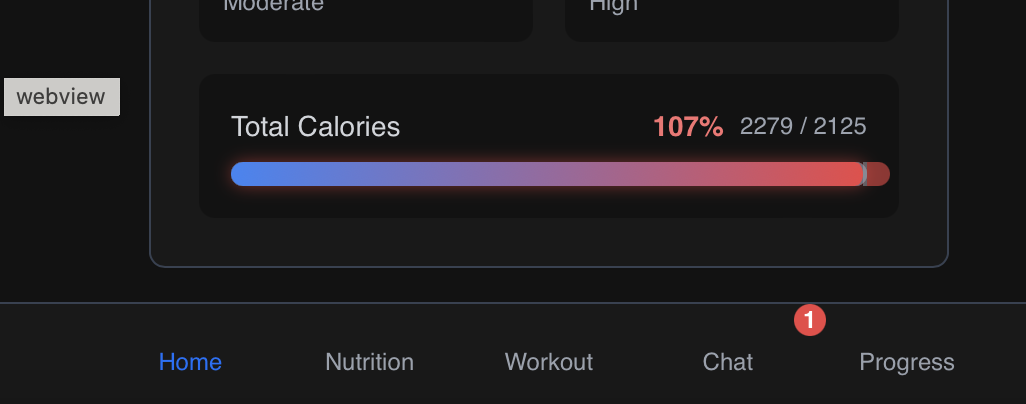 Moderate
High
webview
Total Calories 107% 2279 / 2125
1
Home Nutrition Workout Chat Progress